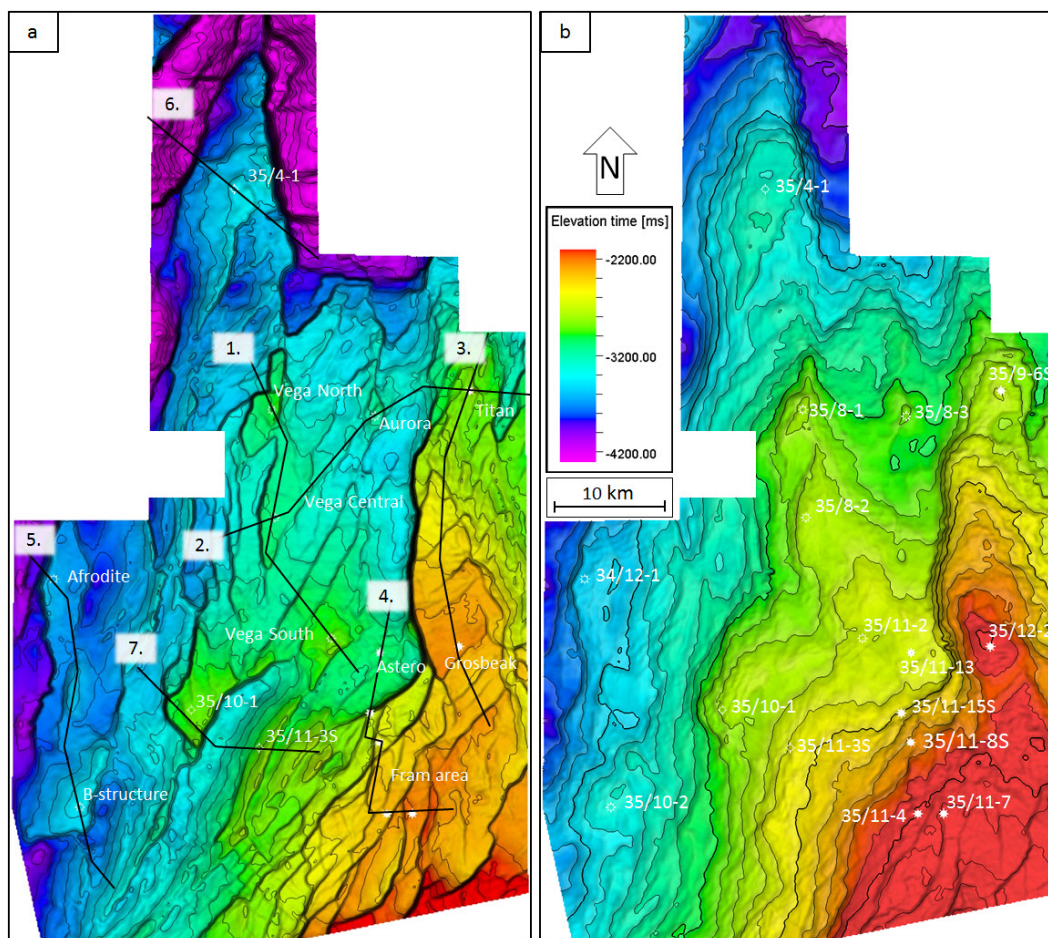 a
6.
35/4-1
1.
3.
Vega North
Aurora
Titan
Vega Central
2.
5.
Afrodite
4.
7.
Vega South
Astero
Grosbeak
35/10-1
35/11-3S
Fram area
B-structure
b
35/4-1
N
Elevation time [ms]
-2200.00
-3200.00
-4200.00
10 km
35/9-6S
35/8-1
35/8-3
35/8-2
34/12-1
35/11-2
35/12-2
35/11-13
35/10-1
35/11-15S
35/11-3S
35/11-8S
35/10-2
35/11-4
35/11-7